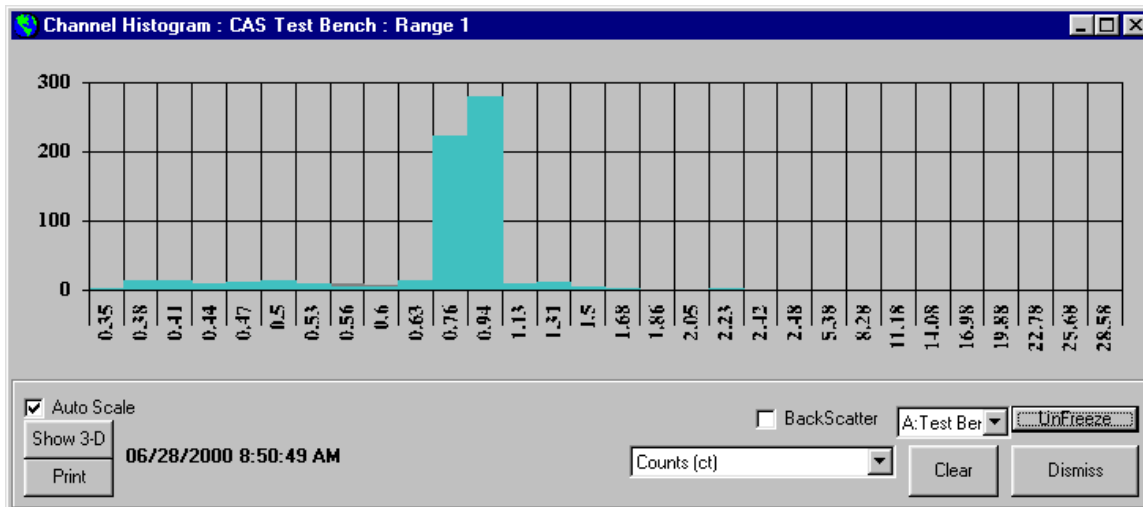 Channel Histogram : CAS Test Bench : Range 1
300
200
100
0
0.35 0.38 0.41 0.44 0.47 0.5 0.53 0.56 0.6 0.63 0.76 0.94 1.13 1.31 1.5 1.68 1.86 2.05 2.23 2.42 2.48 5.38 8.28 11.18 14.08 16.98 19.88 22.78 25.68 28.58
Auto Scale
BackScatter
A:Test Ber
UnFreeze
Show 3-D
06/28/2000 8:50:49 AM
Counts (ct)
Clear
Dismiss
Print